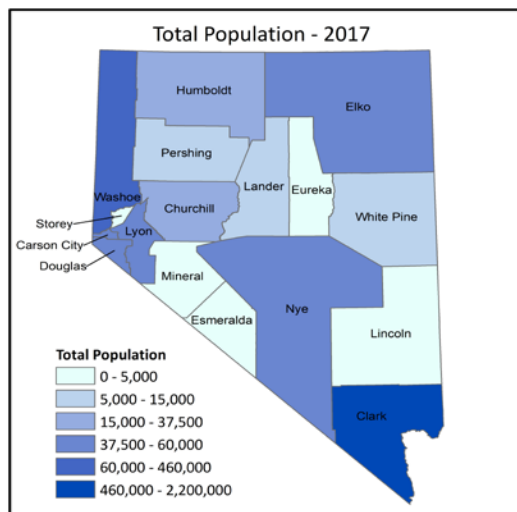 Total Population - 2017
Humboldt
Elko
Pershing
Lander
Eureka
Washoe
Churchill
White Pine
Storey
Lyon
Carson City
Douglas
Mineral
Nye
Esmeralda
Lincoln
Clark
Total Population
0 - 5,000
5,000 - 15,000
15,000 - 37,500
37,500 - 60,000
60,000 - 460,000
460,000 - 2,200,000